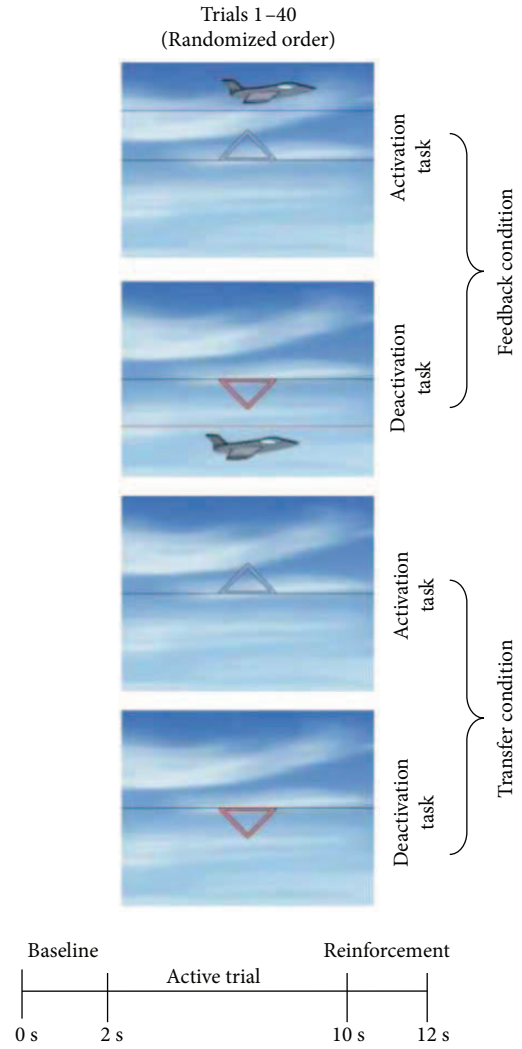 Trials 1–40
(Randomized order)
Activation
task
Deactivation
task
Feedback condition
Activation
task
Deactivation
task
Transfer condition
Baseline
Reinforcement
Active trial
0 s
2 s
10 s
12 s